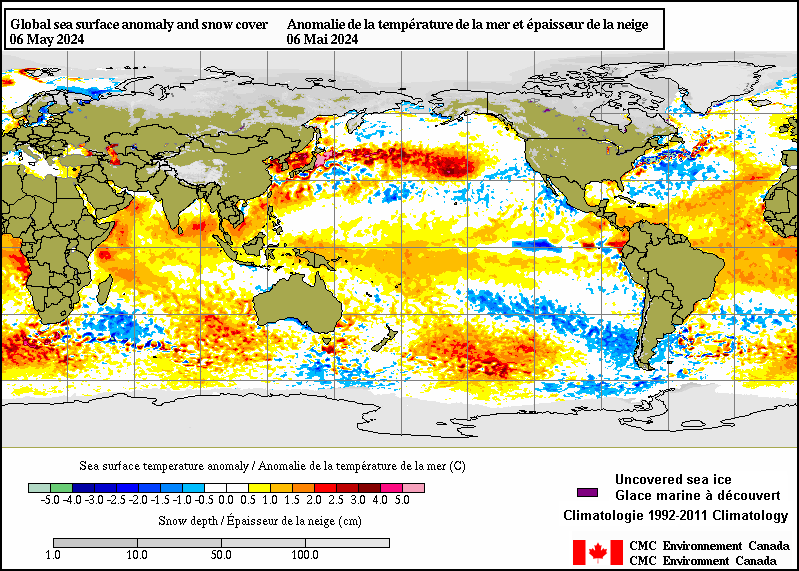 Global sea surface anomaly and snow cover
06 May 2024
Anomalie de la température de la mer et épaisseur de la neige
06 Mai 2024
Sea surface temperature anomaly / Anomalie de la température de la mer (C)
-5.0 -4.0 -3.0 -2.5 -2.0 -1.5 -1.0 -0.5 0.0 0.5 1.0 1.5 2.0 2.5 3.0 4.0 5.0
Snow depth / Épaisseur de la neige (cm)
1.0 10.0 50.0 100.0
Uncovered sea ice
Glace marine à découvert
Climatologie 1992-2011 Climatology
CMC Environnement Canada
CMC Environment Canada